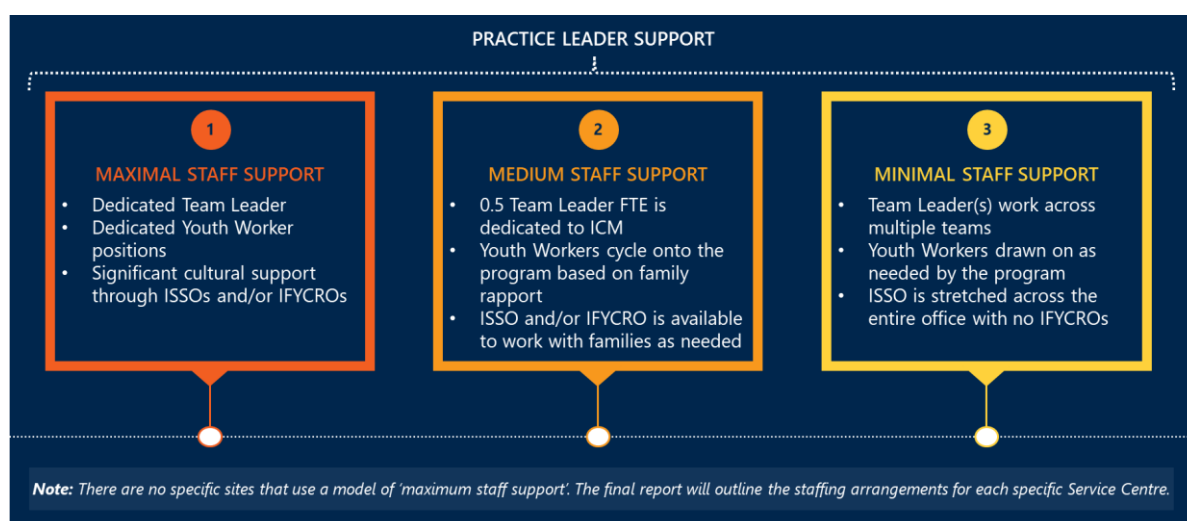 PRACTICE LEADER SUPPORT
1
MAXIMAL STAFF SUPPORT
• Dedicated Team Leader
• Dedicated Youth Worker
positions
• Significant cultural support
through ISSOs and/or IFYCROs
2
MEDIUM STAFF SUPPORT
• 0.5 Team Leader FTE is
dedicated to ICM
• Youth Workers cycle onto the
program based on family
rapport
• ISSO and/or IFYCRO is available
to work with families as needed
3
MINIMAL STAFF SUPPORT
• Team Leader(s) work across
multiple teams
• Youth Workers drawn on as
needed by the program
• ISSO is stretched across the
entire office with no IFYCROs
Note: There are no specific sites that use a model of ‘maximum staff support’. The final report will outline the staffing arrangements for each specific Service Centre.